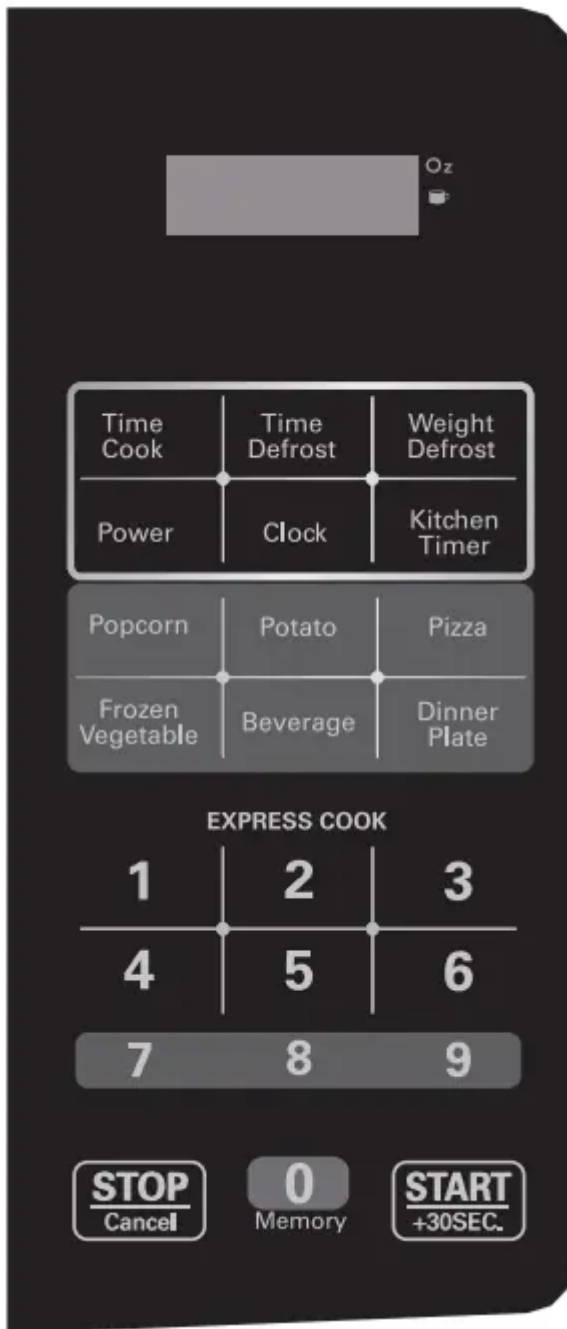 Oz
Time Time Weight
Cook Defrost Defrost
Power Clock Kitchen
Timer
Popcorn Potato Pizza
Frozen Beverage Dinner
Vegetable Plate
EXPRESS COOK
1 2 3
4 5 6
7 8 9
STOP 0 START
Cancel Memory +30SEC.